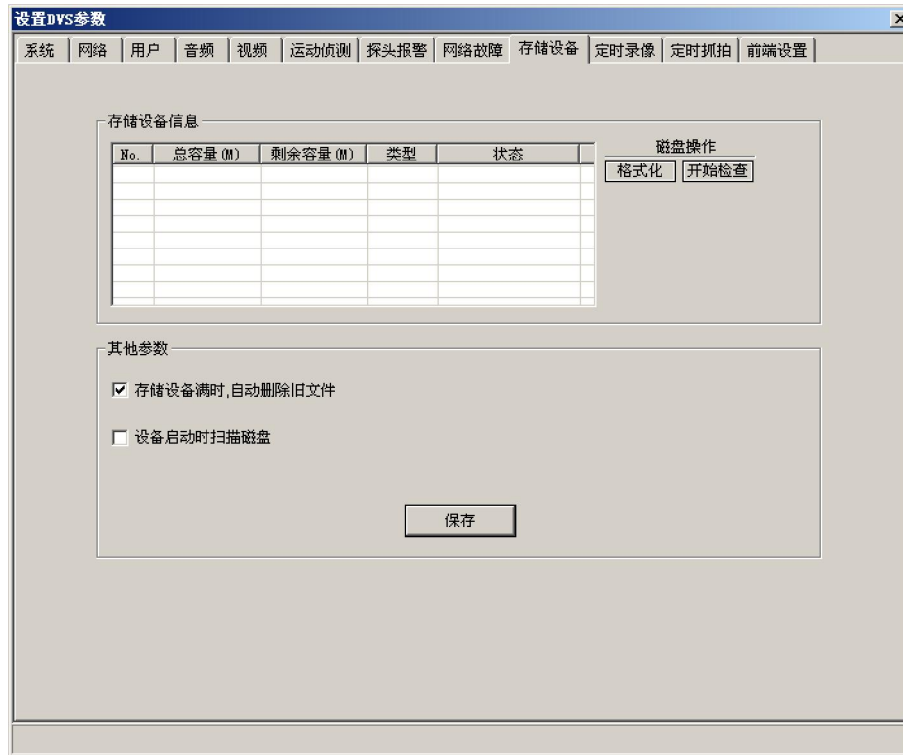 设置DVS参数
系统 网络 用户 音频 视频 运动侦测 探头报警 网络故障 存储设备 定时录像 定时抓拍 前端设置
存储设备信息
磁盘操作
No. 总容量(M) 剩余容量(M) 类型 状态
格式化 开始检查
其他参数
存储设备满时,自动删除旧文件
设备启动时扫描磁盘
保存